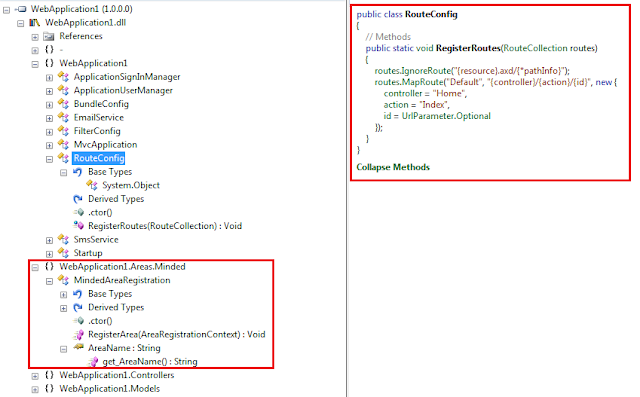 WebApplication1 (1.0.0.0)
WebApplication1.dll
References
{} -
{} WebApplication1
ApplicationSignInManager
ApplicationUserManager
BundleConfig
EmailService
FilterConfig
MvcApplication
RouteConfig
Base Types
System.Object
Derived Types
.ctor()
RegisterRoutes(RouteCollection) : Void
SmsService
Startup
{} WebApplication1.Areas.Minded
MindedAreaRegistration
Base Types
Derived Types
.ctor()
RegisterArea(AreaRegistrationContext) : Void
AreaName : String
get_AreaName() : String
{} WebApplication1.Controllers
{} WebApplication1.Models
public class RouteConfig
{
// Methods
public static void RegisterRoutes(RouteCollection routes)
{
routes.IgnoreRoute("{resource}.axd/{*pathInfo}");
routes.MapRoute("Default", "{controller}/{action}/{id}", new {
controller = "Home",
action = "Index",
id = UrlParameter.Optional
});
}
}
Collapse Methods